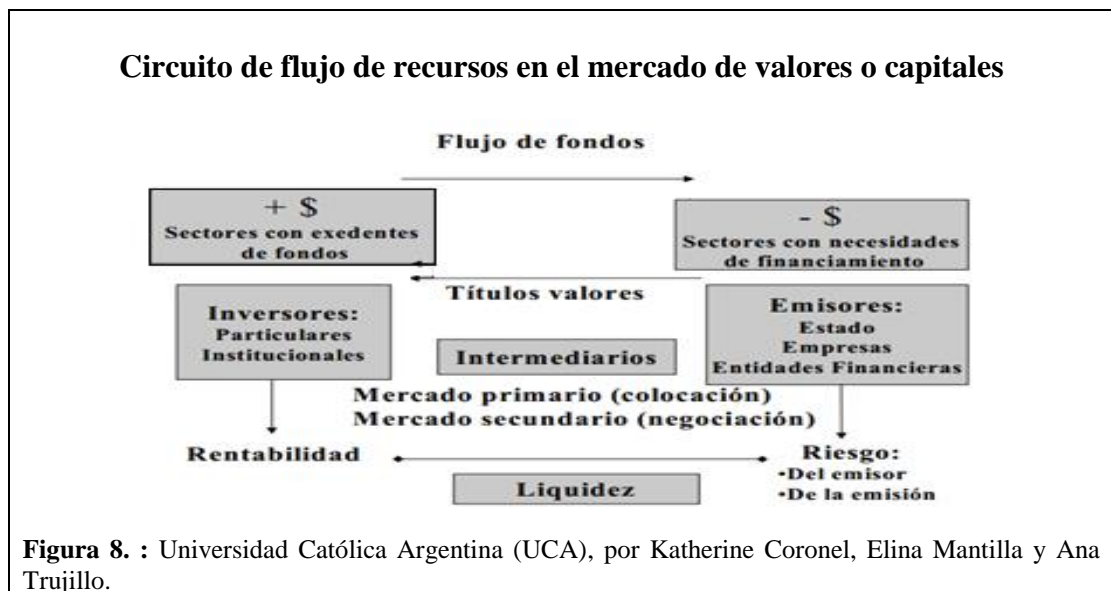 Circuito de flujo de recursos en el mercado de valores o capitales
Flujo de fondos
+ $
Sectores con exedentes
de fondos
- $
Sectores con necesidades
de financiamiento
Títulos valores
Inversores:
Particulares
Institucionales
Intermediarios
Emisores:
Estado
Empresas
Entidades Financieras
Mercado primario (colocación)
Mercado secundario (negociación)
Rentabilidad
Liquidez
Riesgo:
•Del emisor
•De la emisión
Figura 8. : Universidad Católica Argentina (UCA), por Katherine Coronel, Elina Mantilla y Ana
Trujillo.